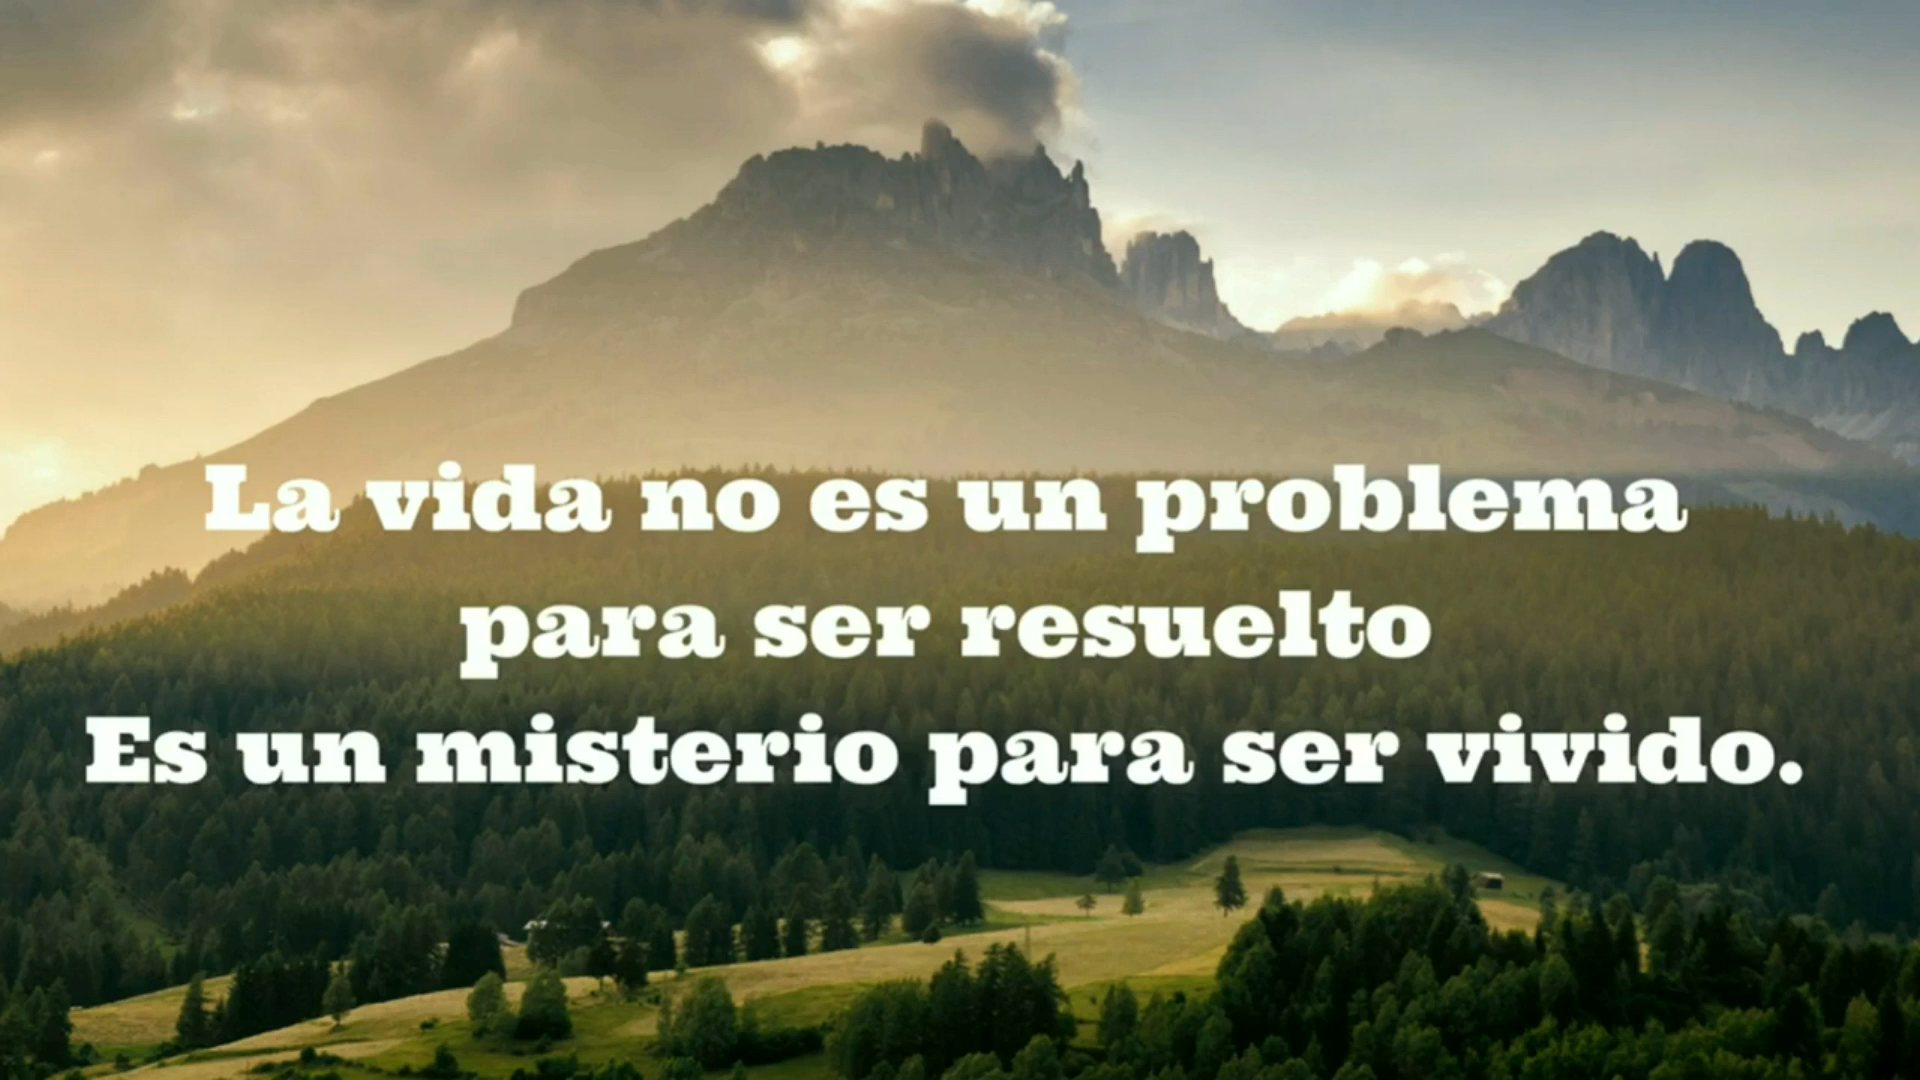 La vida no es un problema
para ser resuelto
Es un misterio para ser vivido.